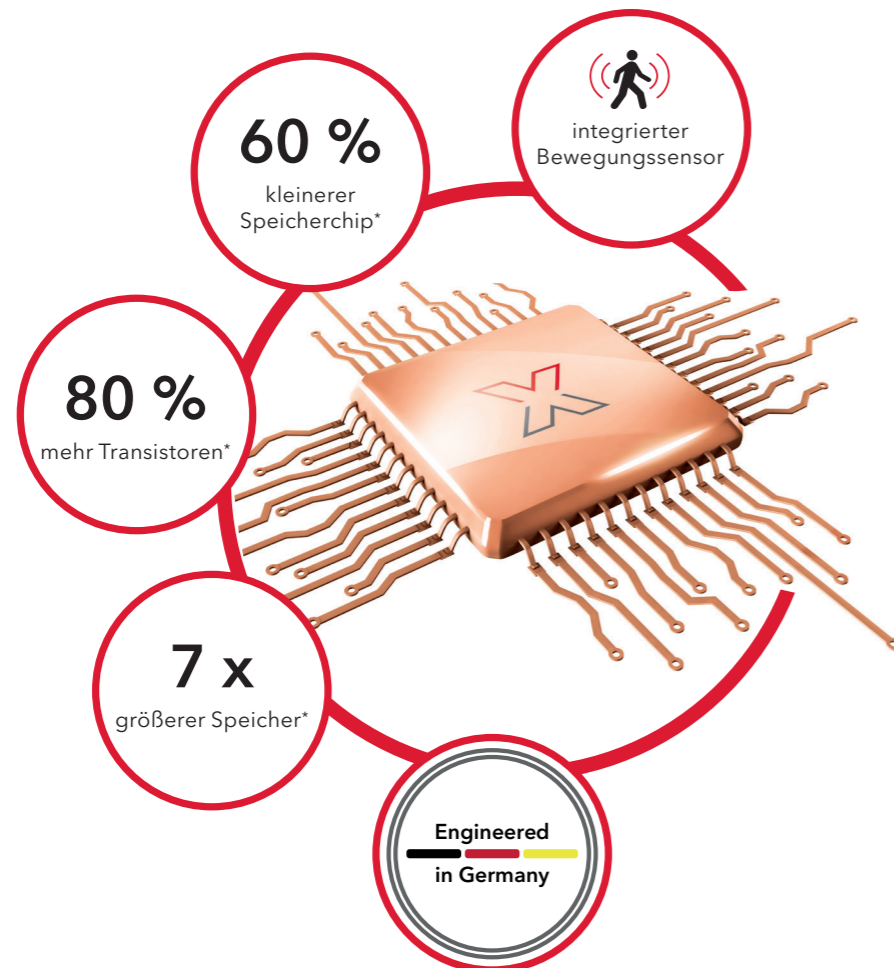 integrierter
Bewegungssensor
60 %
kleinerer
Speicherchip*
80 %
mehr Transistoren*
7 x
größerer Speicher*
Engineered
in Germany